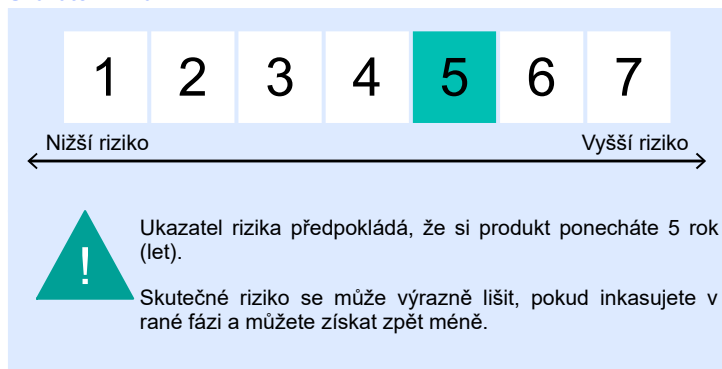 1 2 3 4 5 6 7
Nižší riziko Vyšší riziko
Ukazatel rizika předpokládá, že si produkt ponecháte 5 rok
(let).
!
Skutečné riziko se může výrazně lišit, pokud inkasujete v
rané fázi a můžete získat zpět méně.